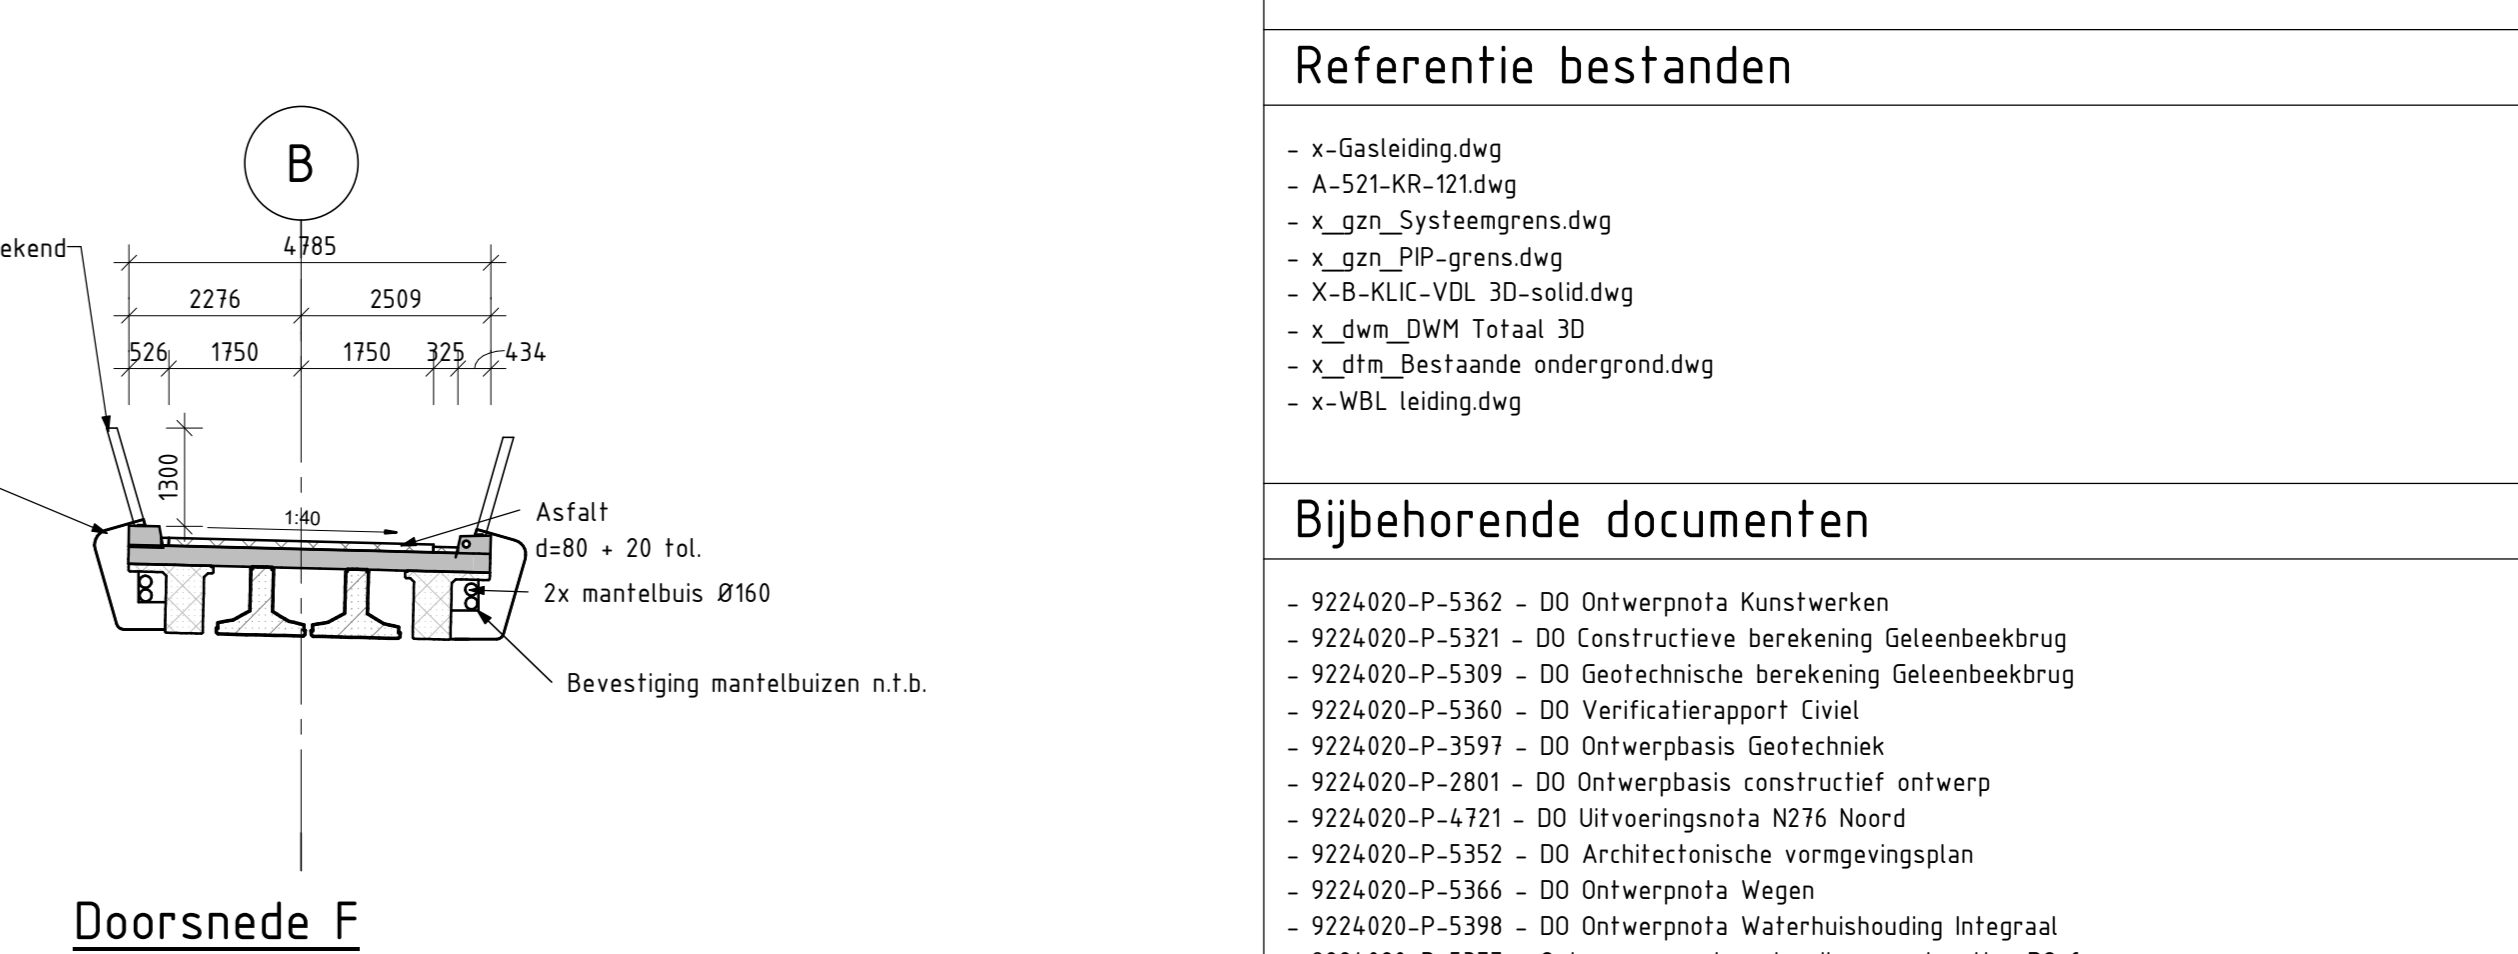 B
4785
ekend
2276
2509
526
1750
1750
325
434
1300
1:40
Asfalt
d=80 + 20 tol.
2x mantelbuis Ø160
Bevestiging mantelbuizen n.t.b.
Doorsnede F
Referentie bestanden
- x-Gasleiding.dwg
- A-521-KR-121.dwg
- x_gzn_Systeemgrens.dwg
- x_gzn_PIP-grens.dwg
- X-B-KLIC-VDL 3D-solid.dwg
- x_dwm_DWM Totaal 3D
- x_dtm_Bestaande ondergrond.dwg
- x-WBL leiding.dwg
Bijbehorende documenten
- 9224020-P-5362 - DO Ontwerpnota Kunstwerken
- 9224020-P-5321 - DO Constructieve berekening Geleenbeekbrug
- 9224020-P-5309 - DO Geotechnische berekening Geleenbeekbrug
- 9224020-P-5360 - DO Verificatierapport Civiel
- 9224020-P-3597 - DO Ontwerpbasis Geotechniek
- 9224020-P-2801 - DO Ontwerpbasis constructief ontwerp
- 9224020-P-4721 - DO Uitvoeringsnota N276 Noord
- 9224020-P-5352 - DO Architectonische vormgevingsplan
- 9224020-P-5366 - DO Ontwerpnota Wegen
- 9224020-P-5398 - DO Ontwerpnota Waterhuishouding Integraal